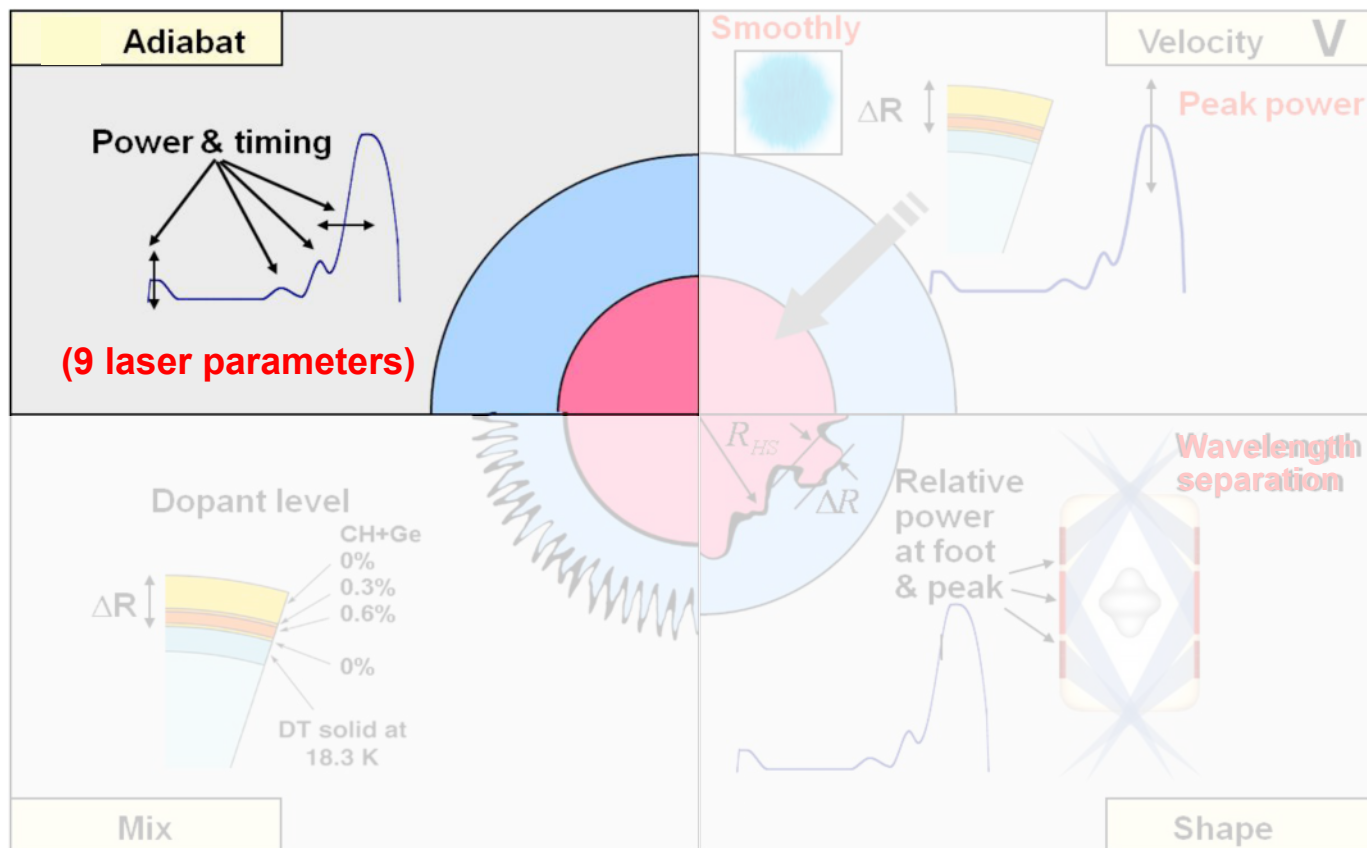 Adiabat
Power & timing
(9 laser parameters)
Smoothly
Velocity V
ΔR
Peak power
Dopant level
CH+Ge
0%
0.3%
0.6%
ΔR
0%
DT solid at
18.3 K
Mix
R_HS
ΔR
Relative
power
at foot
& peak
Wavelength
separation
Shape